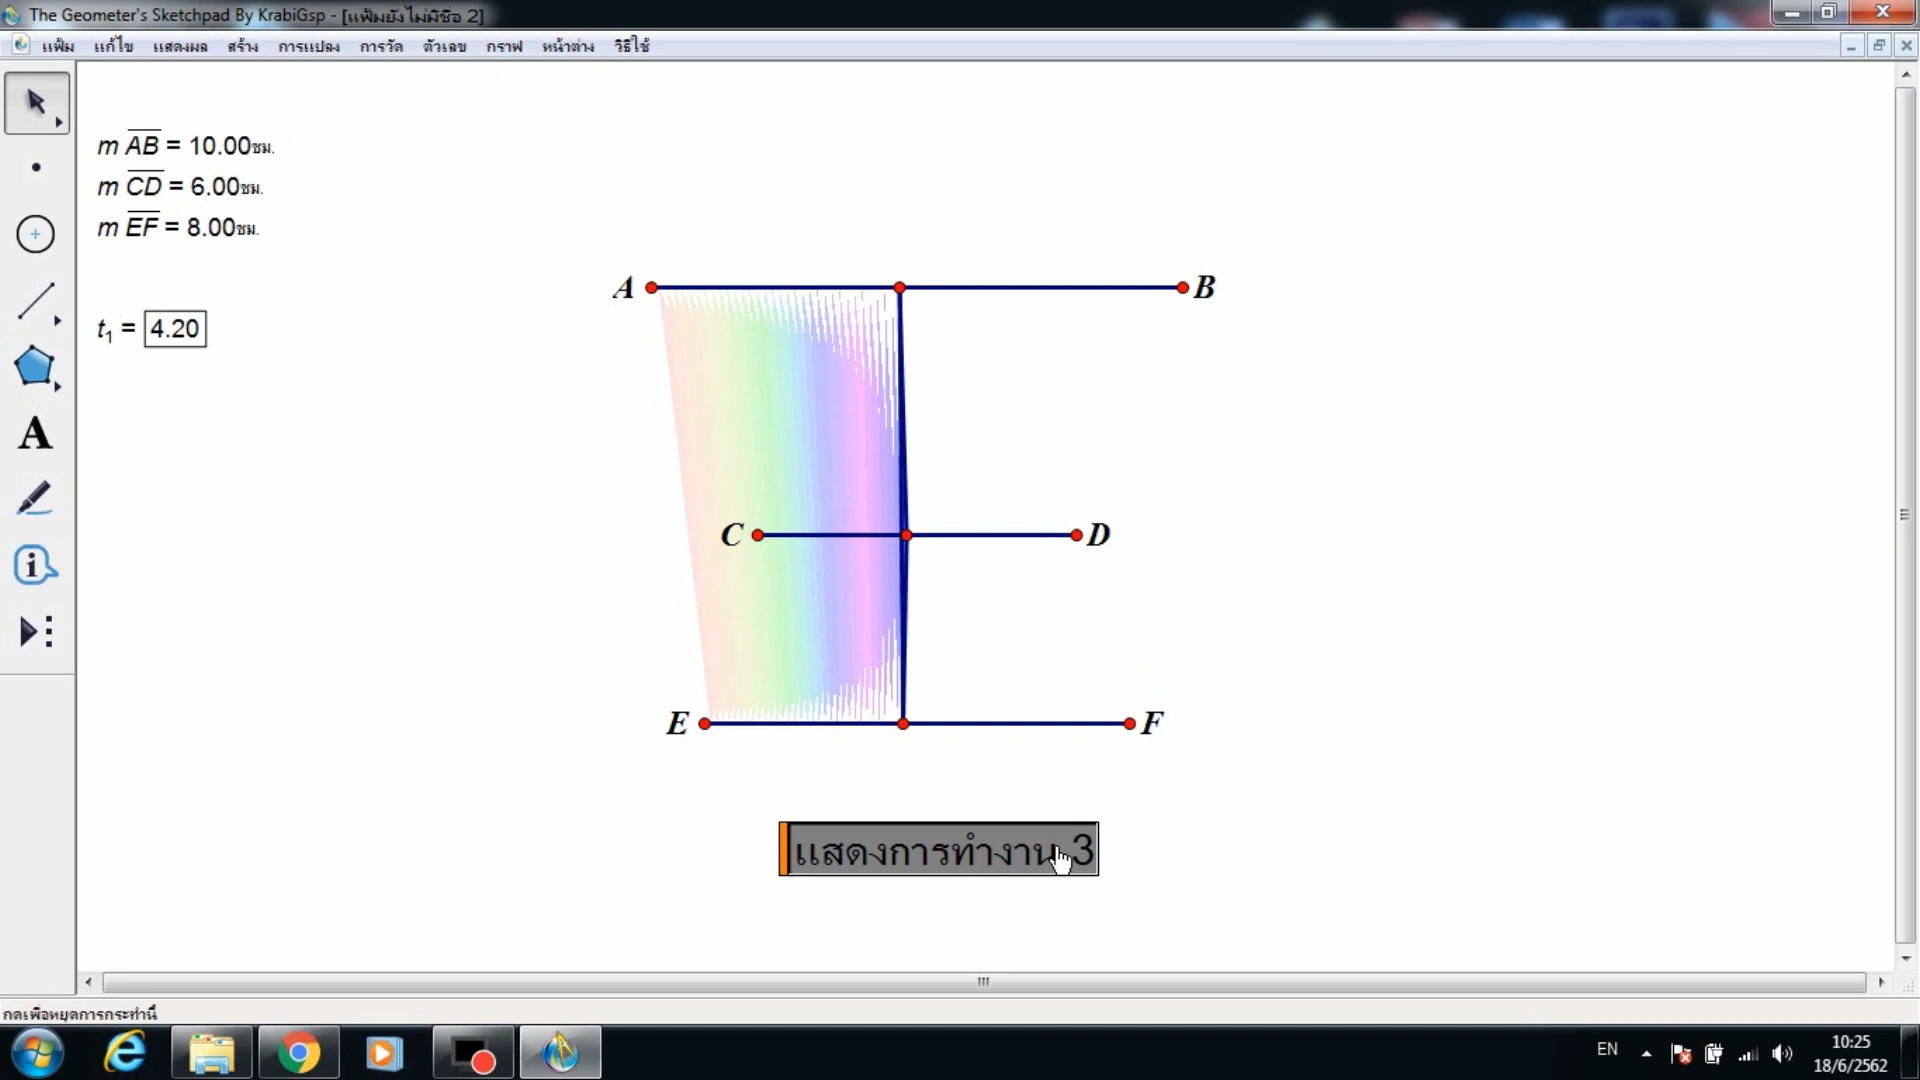 The Geometer's Sketchpad By KrabiGsp - [แฟ้มยังไม่มีชื่อ 2]
แฟ้ม แก้ไข แสดงผล สร้าง การแปลง การวัด ตัวเลข กราฟ หน้าต่าง วิธีใช้
m AB = 10.00ซม.
m CD = 6.00ซม.
m EF = 8.00ซม.
A B
t1 = 4.20
A
C D
E F
แสดงการทำงาน 3
กดเพื่อหยุดการกระทำนี้
EN
10:25
18/6/2562